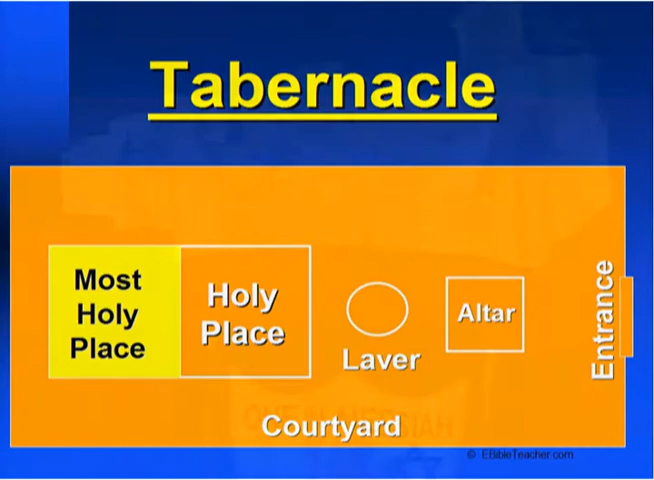 Tabernacle
Most
Holy
Place
Holy
Place
Laver
Altar
Entrance
Courtyard
© EBibleTeacher.com